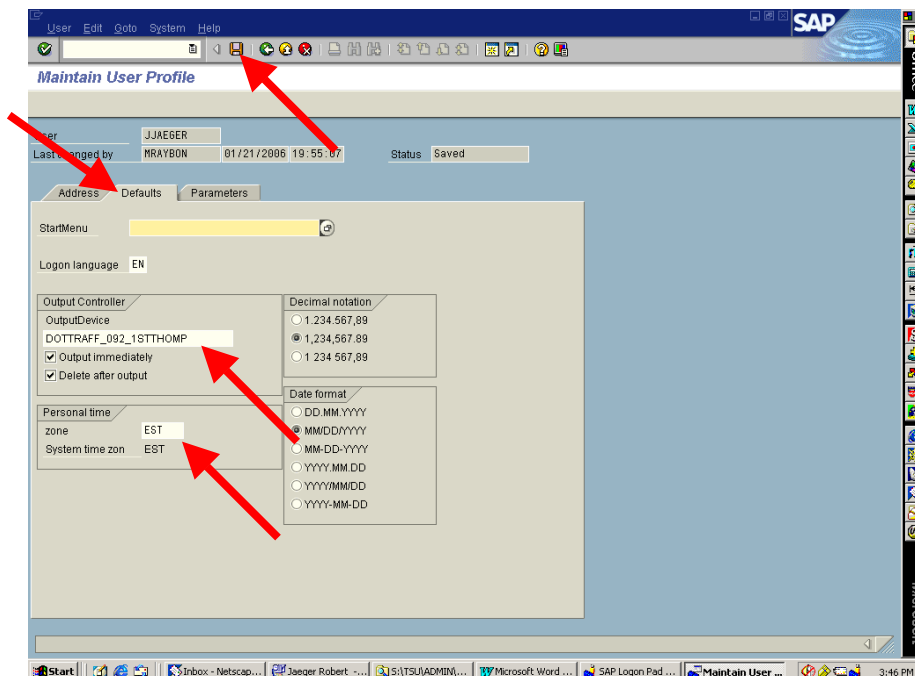 User Edit Goto System Help
SAP
Maintain User Profile
User JJAEGER
Last changed by MRAYBON 01/21/2006 19:55:07 Status Saved
Address Defaults Parameters
StartMenu
Logon language EN
Output Controller
OutputDevice
DOTTRAFF_092_1STTHOMP
Output immediately
Delete after output
Decimal notation
1.234.567,89
1,234,567.89
1 234 567,89
Personal time
zone EST
System time zon EST
Date format
DD.MM.YYYY
MM/DD/YYYY
MM-DD-YYYY
YYYY.MM.DD
YYYY/MM/DD
YYYY-MM-DD
Start Inbox - Netscap... Jaeger Robert -... S:\TSU\ADMIN\... Microsoft Word ... SAP Logon Pad ... Maintain User ... 3:46 PM